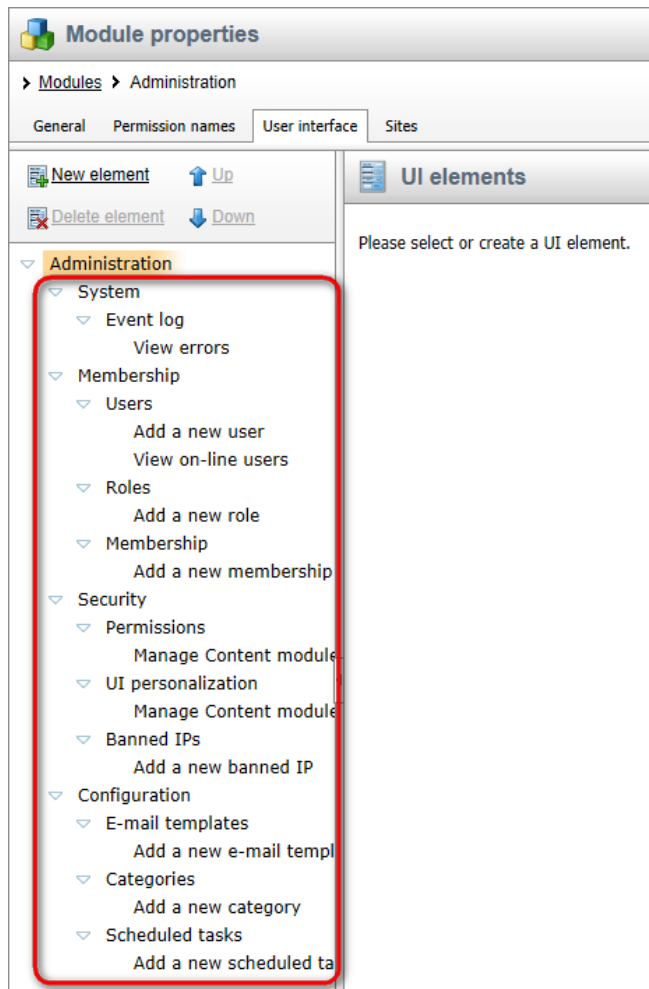 Module properties
Modules > Administration
General Permission names User interface Sites
New element Up
Delete element Down
UI elements
Please select or create a UI element.
Administration
System
Event log
View errors
Membership
Users
Add a new user
View on-line users
Roles
Add a new role
Membership
Add a new membership
Security
Permissions
Manage Content module
UI personalization
Manage Content module
Banned IPs
Add a new banned IP
Configuration
E-mail templates
Add a new e-mail templ
Categories
Add a new category
Scheduled tasks
Add a new scheduled ta